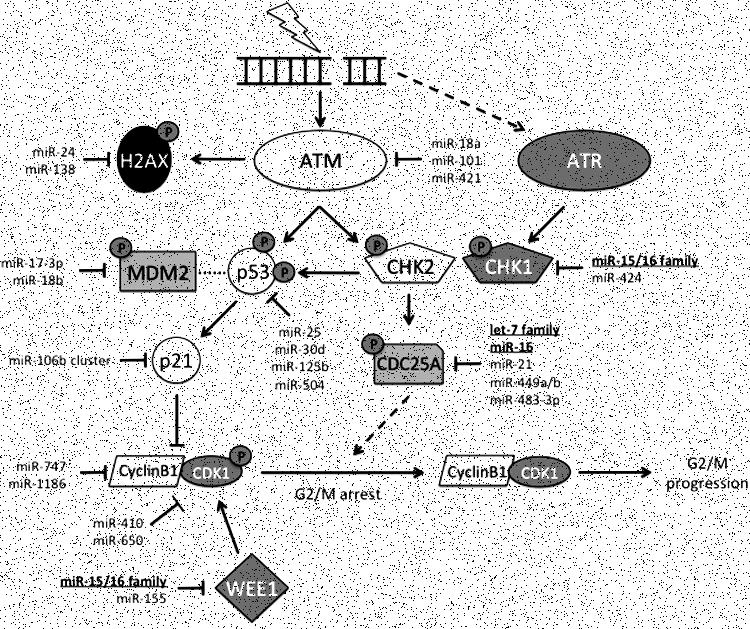 P
miR-24
miR-138
H2AX
ATM
miR-18a
miR-101
miR-421
ATR
P
P
P
miR-17-3p
miR-18b
P
MDM2
p53
P
CHK2
CHK1
miR-15/16 family
miR-424
miR-25
miR-30d
miR-125b
miR-504
miR-106b cluster
p21
P
CDC25A
let-7 family
miR-16
miR-21
miR-449a/b
miR-483-3p
P
miR-747
miR-1186
CyclinB1
CDK1
G2/M arrest
CyclinB1
CDK1
G2/M
progression
miR-410
miR-650
miR-15/16 family
miR-155
WEE1